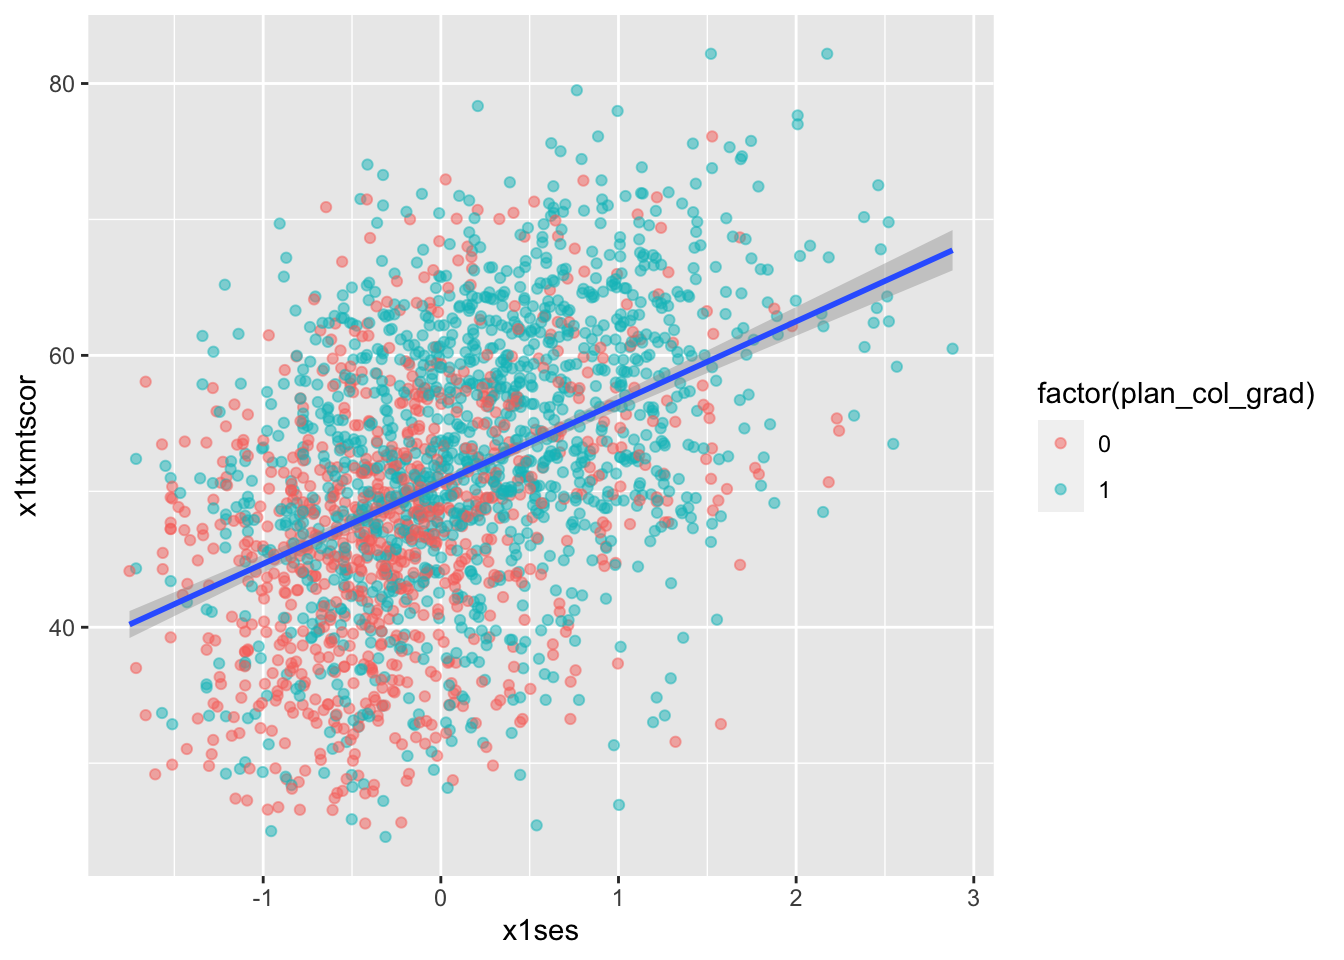 80
60
40
x1txmtscor
-1 0 1 2 3
x1ses
factor(plan_col_grad)
0
1